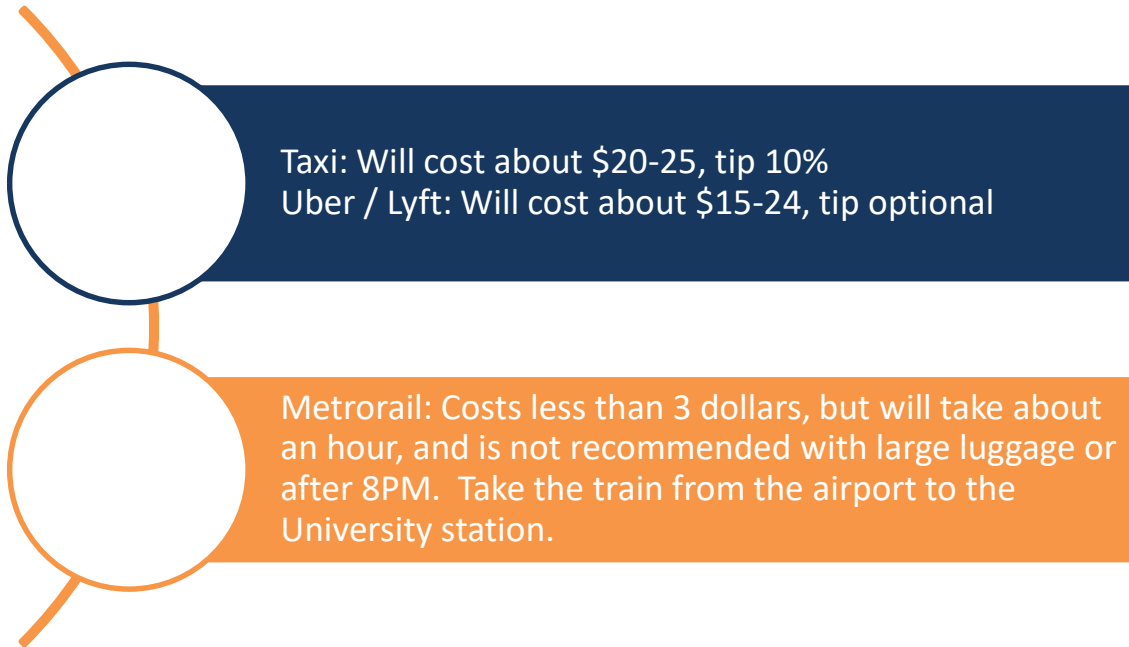 Taxi: Will cost about $20-25, tip 10%
Uber / Lyft: Will cost about $15-24, tip optional
Metrorail: Costs less than 3 dollars, but will take about
an hour, and is not recommended with large luggage or
after 8PM.  Take the train from the airport to the
University station.